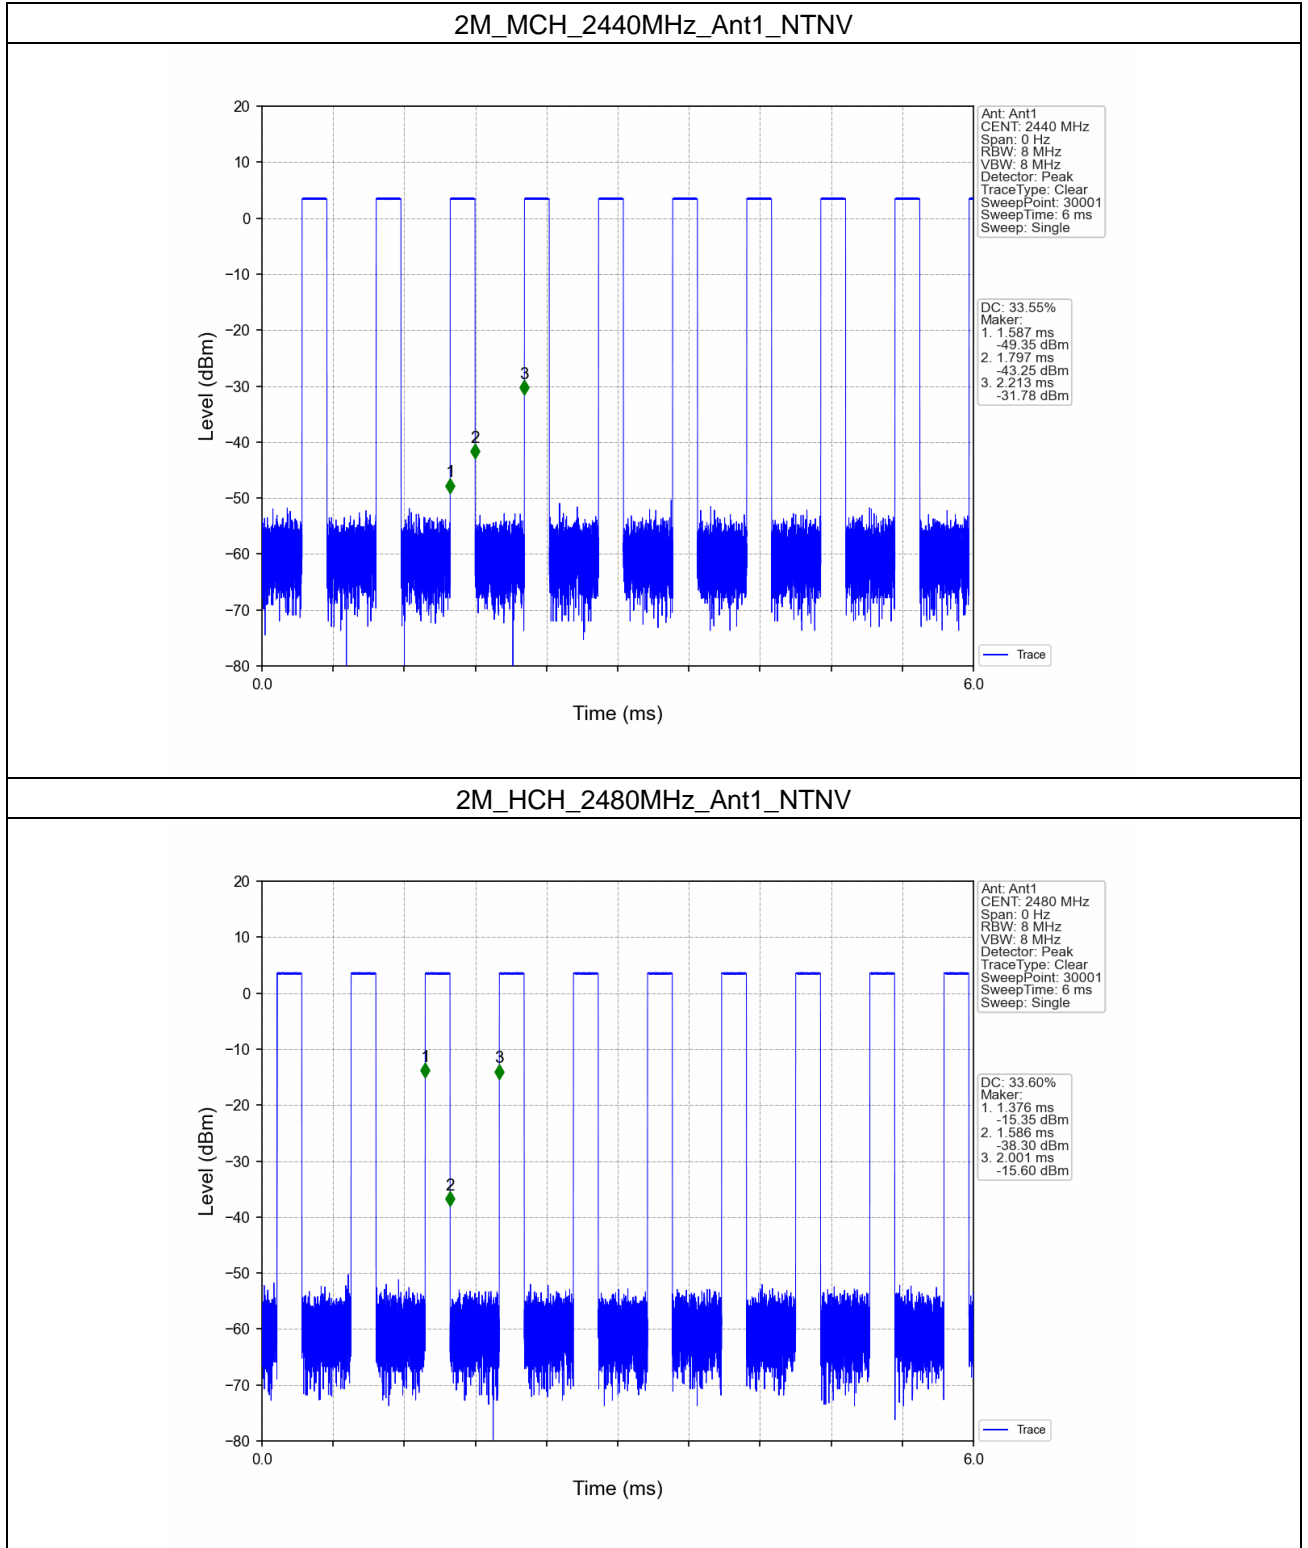 2M_MCH_2440MHz_Ant1_NTNV
20
10
0
−10
−20
−30
−40
−50
−60
−70
−80
Level (dBm)
1
2
3
0.0
6.0
Time (ms)
Ant: Ant1
CENT: 2440 MHz
Span: 0 Hz
RBW: 8 MHz
VBW: 8 MHz
Detector: Peak
TraceType: Clear
SweepPoint: 30001
SweepTime: 6 ms
Sweep: Single
DC: 33.55%
Maker:
1. 1.587 ms
-49.35 dBm
2. 1.797 ms
-43.25 dBm
3. 2.213 ms
-31.78 dBm
Trace
2M_HCH_2480MHz_Ant1_NTNV
20
10
0
−10
−20
−30
−40
−50
−60
−70
−80
Level (dBm)
1
2
3
0.0
6.0
Time (ms)
Ant: Ant1
CENT: 2480 MHz
Span: 0 Hz
RBW: 8 MHz
VBW: 8 MHz
Detector: Peak
TraceType: Clear
SweepPoint: 30001
SweepTime: 6 ms
Sweep: Single
DC: 33.60%
Maker:
1. 1.376 ms
-15.35 dBm
2. 1.586 ms
-38.30 dBm
3. 2.001 ms
-15.60 dBm
Trace